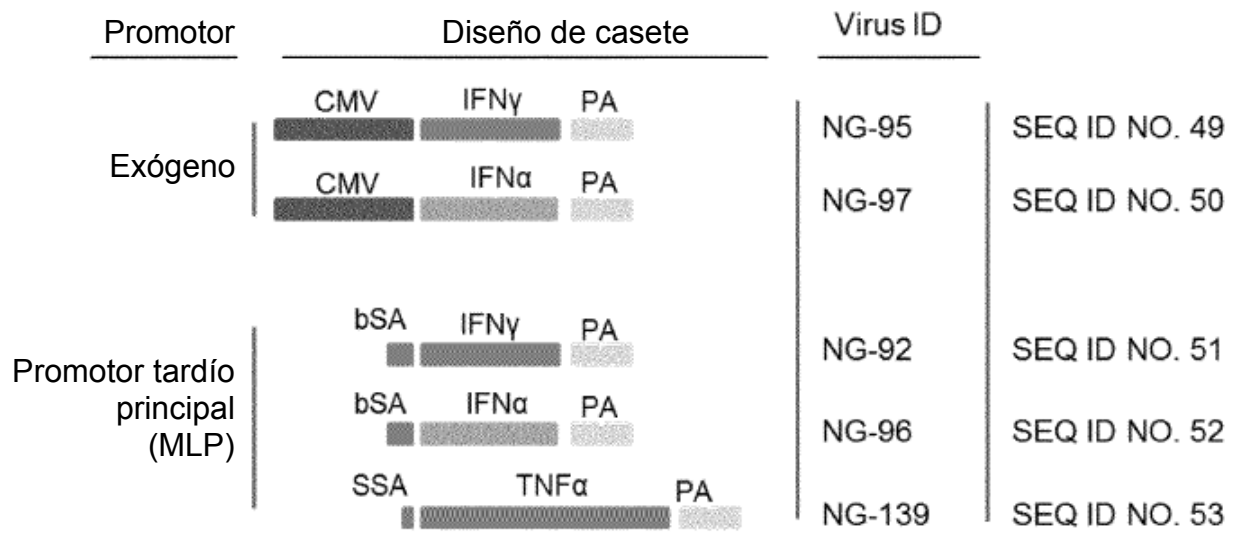 Promotor Diseño de casete Virus ID
CMV IFNγ PA
NG-95 SEQ ID NO. 49
Exógeno
CMV IFNα PA
NG-97 SEQ ID NO. 50
bSA IFNγ PA
NG-92 SEQ ID NO. 51
Promotor tardío
principal
(MLP)
bSA IFNα PA
NG-96 SEQ ID NO. 52
SSA TNFα PA
NG-139 SEQ ID NO. 53